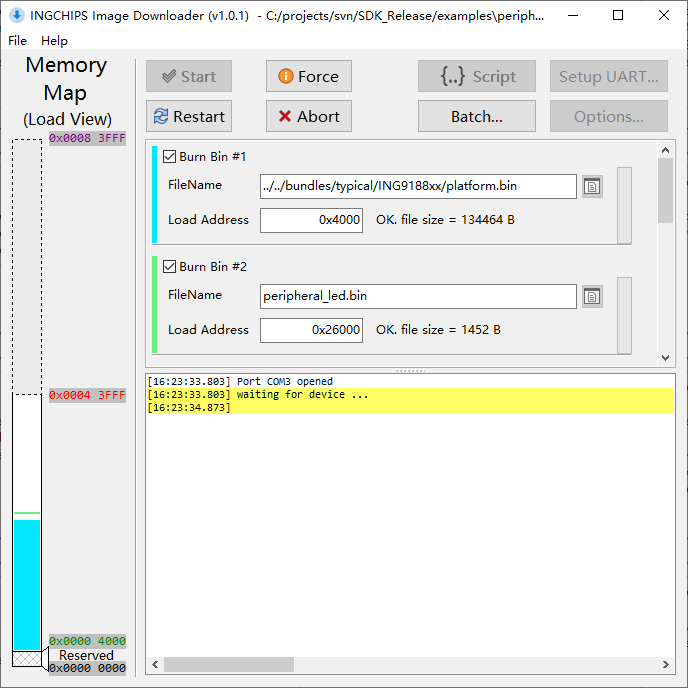 INGCHIPS Image Downloader (v1.0.1) - C:/projects/svn/SDK_Release/examples\periph...
File Help
Memory
Map
(Load View)
0x0008 3FFF
0x0004 3FFF
0x0000 4000
Reserved
0x0000 0000
Start Force {..} Script Setup UART...
Restart Abort Batch... Options...
Burn Bin #1
FileName ../../bundles/typical/ING9188xx/platform.bin
Load Address 0x4000 OK. file size = 134464 B
Burn Bin #2
FileName peripheral_led.bin
Load Address 0x26000 OK. file size = 1452 B
[16:23:33.803] Port COM3 opened
[16:23:33.803] waiting for device ...
[16:23:34.873]